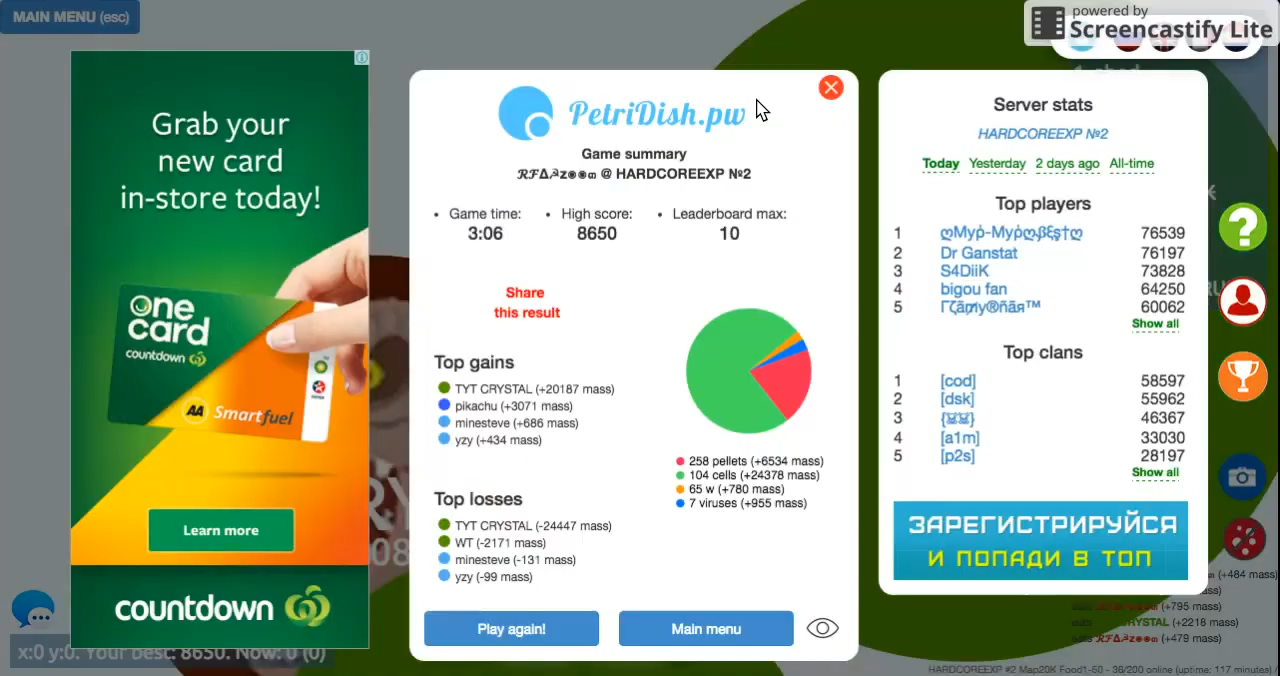 MAIN MENU (esc)
powered by
Screencastify Lite
Grab your
new card
in-store today!
one
card
countdown
AA Smartfuel
Learn more
countdown
PetriDish.pw
Game summary
@ HARDCOREEXP №2
Game time:
3:06
High score:
8650
Leaderboard max:
10
Share
this result
Top gains
TYT CRYSTAL (+20187 mass)
pikachu (+3071 mass)
minesteve (+686 mass)
yzy (+434 mass)
258 pellets (+6534 mass)
104 cells (+24378 mass)
65 w (+780 mass)
7 viruses (+955 mass)
Top losses
TYT CRYSTAL (-24447 mass)
WT (-2171 mass)
minesteve (-131 mass)
yzy (-99 mass)
Play again!
Main menu
Server stats
HARDCOREEXP №2
Today Yesterday 2 days ago All-time
Top players
1 76539
2 Dr Ganstat 76197
3 S4DiiK 73828
4 bigou fan 64250
5 60062
Show all
Top clans
1 [cod] 58597
2 [dsk] 55962
3 46367
4 [a1m] 33030
5 [p2s] 28197
Show all
ЗАРЕГИСТРИРУЙСЯ
И ПОПАДИ В ТОП
(+484 mass)
(+795 mass)
CRYSTAL (+2218 mass)
(+479 mass)
x:0 y:0. Your best: 8650. Now: 0 (0)
HARDCOREEXP #2 Map20K Food1-50 - 36/200 online (uptime: 117 minutes)